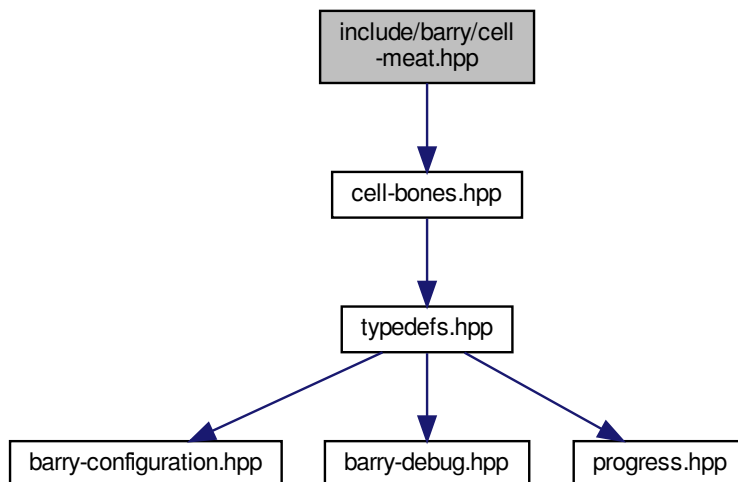 include/barry/cell
-meat.hpp
cell-bones.hpp
typedefs.hpp
barry-configuration.hpp
barry-debug.hpp
progress.hpp